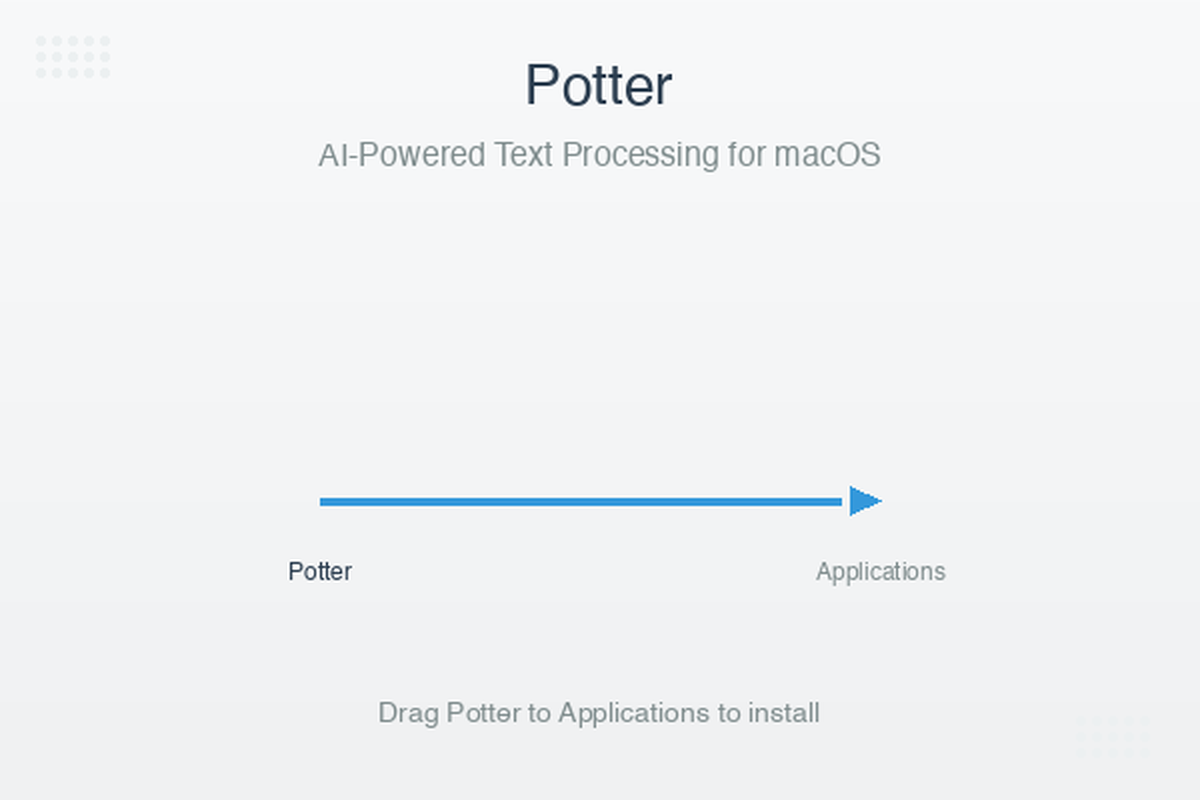 Potter
AI-Powered Text Processing for macOS
Potter
Applications
Drag Potter to Applications to install